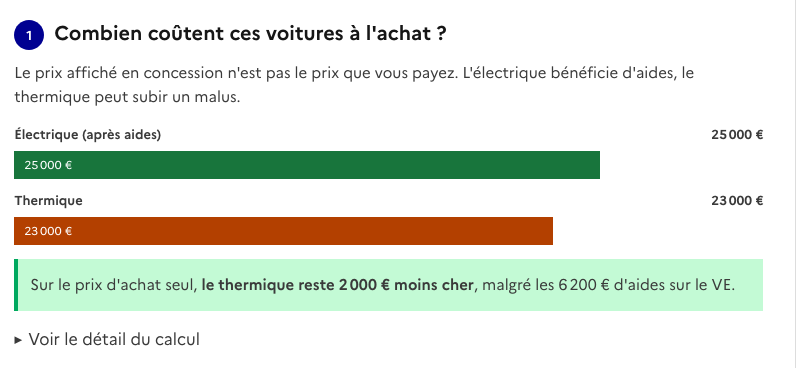 1 Combien coûtent ces voitures à l'achat ?
Le prix affiché en concession n'est pas le prix que vous payez. L'électrique bénéficie d'aides, le
thermique peut subir un malus.
Électrique (après aides) 25 000 €
25 000 €
Thermique 23 000 €
23 000 €
Sur le prix d'achat seul, le thermique reste 2 000 € moins cher, malgré les 6 200 € d'aides sur le VE.
▸ Voir le détail du calcul